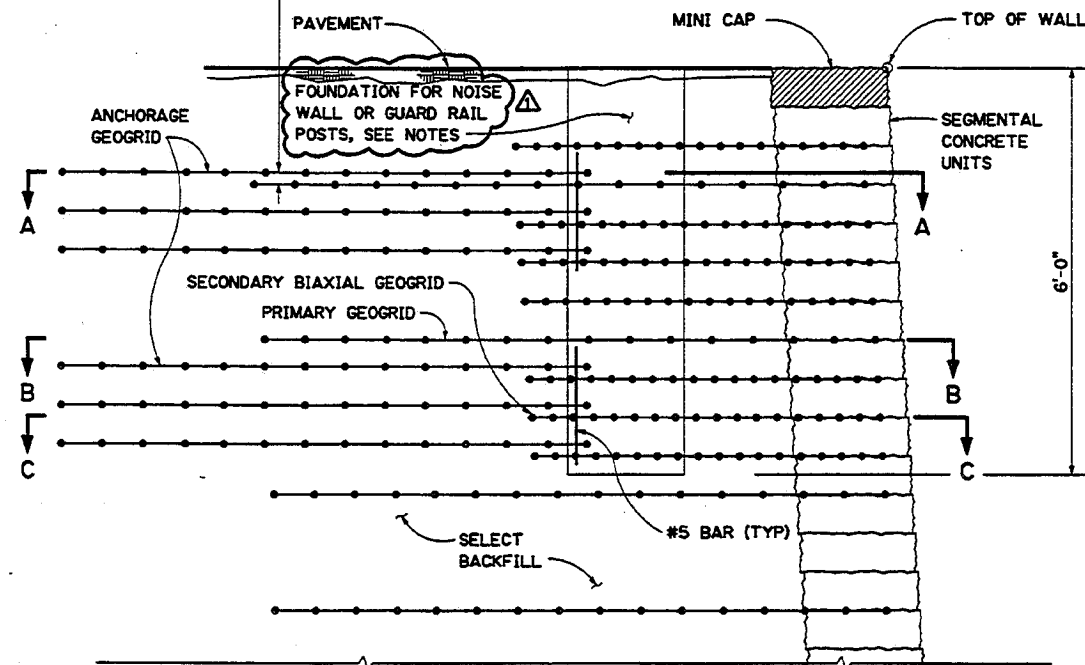 PAVEMENT
MINI CAP
TOP OF WALL
FOUNDATION FOR NOISE
WALL OR GUARD RAIL
POSTS, SEE NOTES
1
ANCHORAGE
GEOGRID
SEGMENTAL
CONCRETE
UNITS
A
A
6'-0"
SECONDARY BIAXIAL GEOGRID
PRIMARY GEOGRID
B
B
C
C
#5 BAR (TYP)
SELECT
BACKFILL